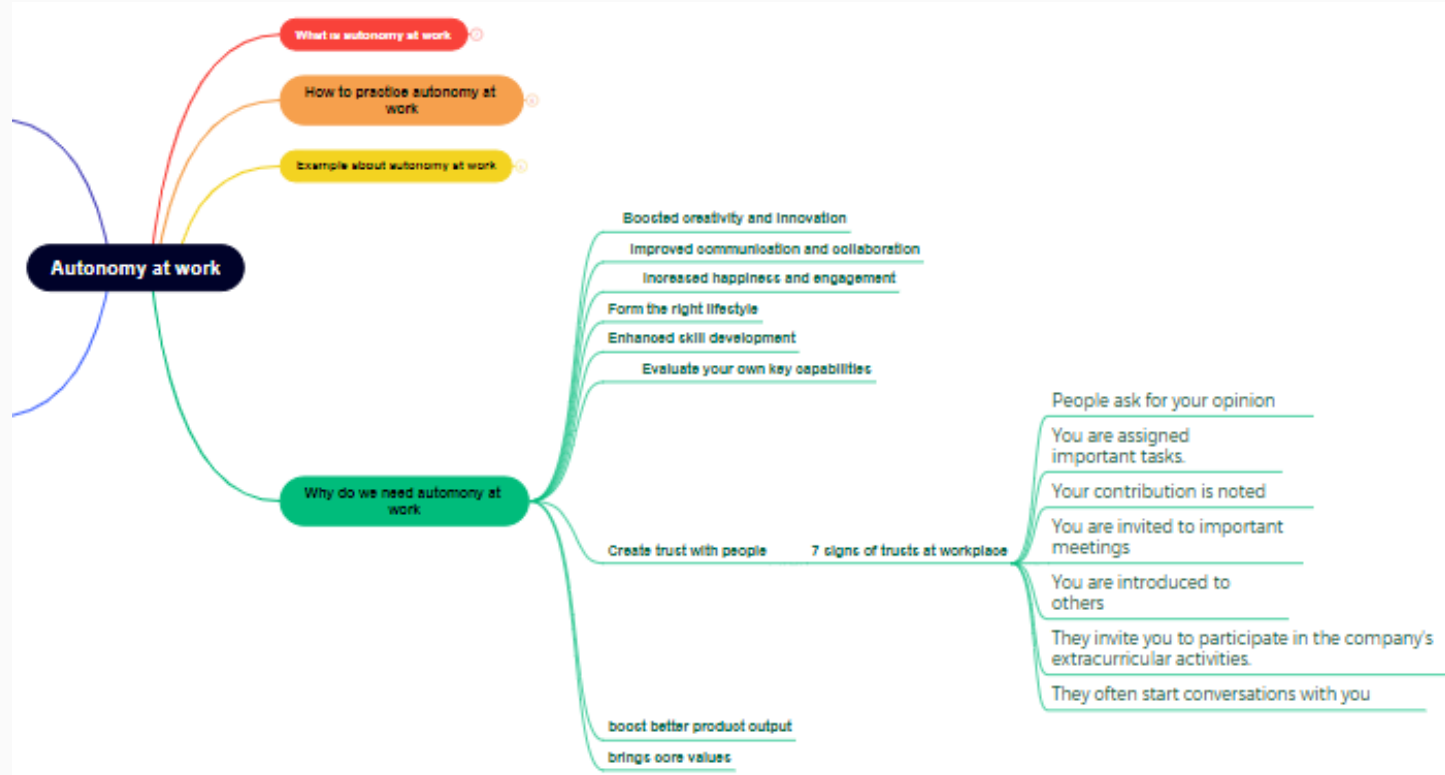 What is autonomy at work
How to practice autonomy at
work
Example about autonomy at work
Autonomy at work
Why do we need automony at
work
Boosted creativity and innovation
Improved communication and collaboration
Increased happiness and engagement
Form the right lifestyle
Enhanced skill development
Evaluate your own key capabilities
Create trust with people
7 signs of trusts at workplace
People ask for your opinion
You are assigned
important tasks.
Your contribution is noted
You are invited to important
meetings
You are introduced to
others
They invite you to participate in the company's
extracurricular activities.
They often start conversations with you
boost better product output
brings core values